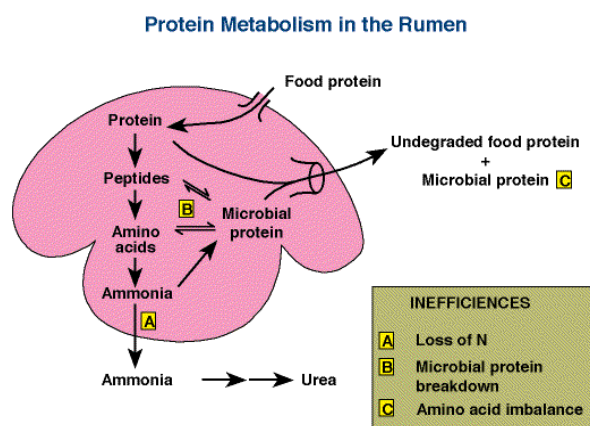 Protein Metabolism in the Rumen
Food protein
Protein
Undegraded food protein
+
Microbial protein C
Peptides
B
Microbial
protein
Amino
acids
Ammonia
A
Ammonia
Urea
INEFFICIENCES
A Loss of N
B Microbial protein
breakdown
C Amino acid imbalance